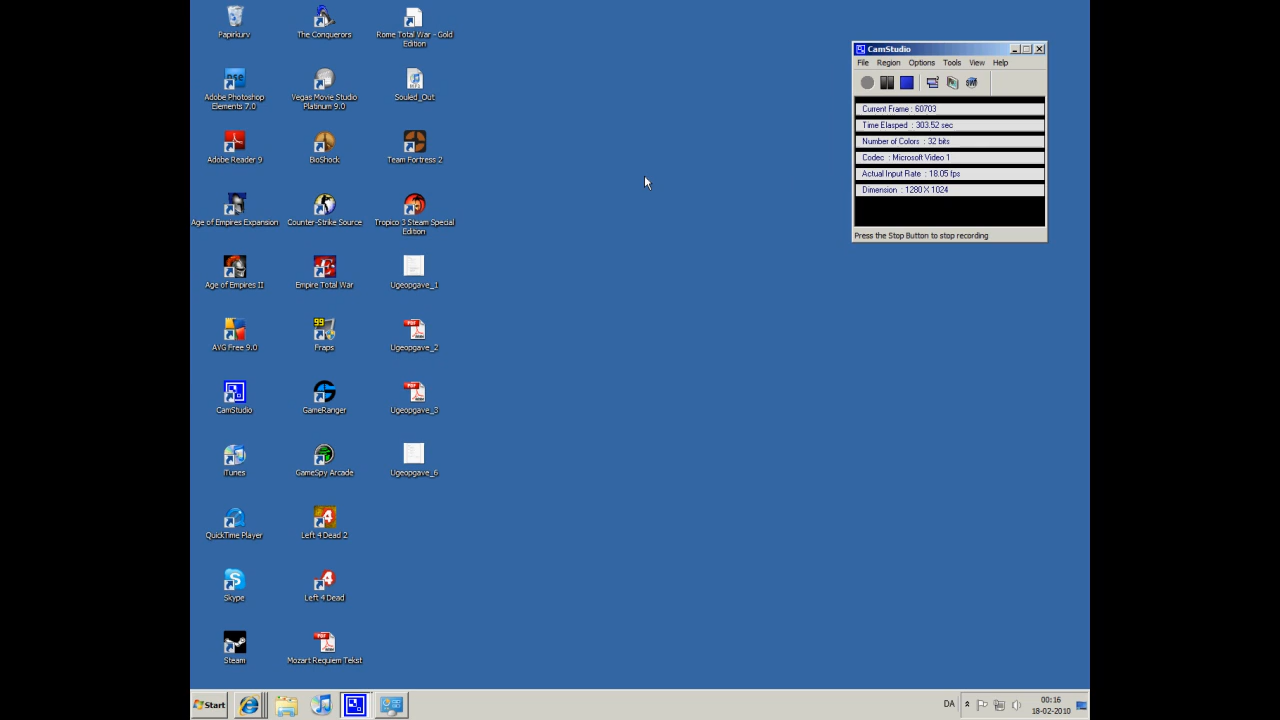 Papirkurv
The Conquerors
Rome Total War - Gold
Edition
Adobe Photoshop
Elements 7.0
Vegas Movie Studio
Platinum 9.0
Souled_Out
Adobe Reader 9
BioShock
Team Fortress 2
Age of Empires Expansion
Counter-Strike Source
Tropico 3 Steam Special
Edition
Age of Empires II
Empire Total War
Ugeopgave_1
AVG Free 9.0
99
Fraps
Ugeopgave_2
CamStudio
GameRanger
Ugeopgave_3
iTunes
GameSpy Arcade
Ugeopgave_6
QuickTime Player
Left 4 Dead 2
Skype
Left 4 Dead
Steam
Mozart Requiem Tekst
CamStudio
File Region Options Tools View Help
Current Frame : 60703
Time Elasped : 303.52 sec
Number of Colors : 32 bits
Codec : Microsoft Video 1
Actual Input Rate : 18.05 fps
Dimension : 1280 X 1024
Press the Stop Button to stop recording
Start
DA
00:16
18-02-2010